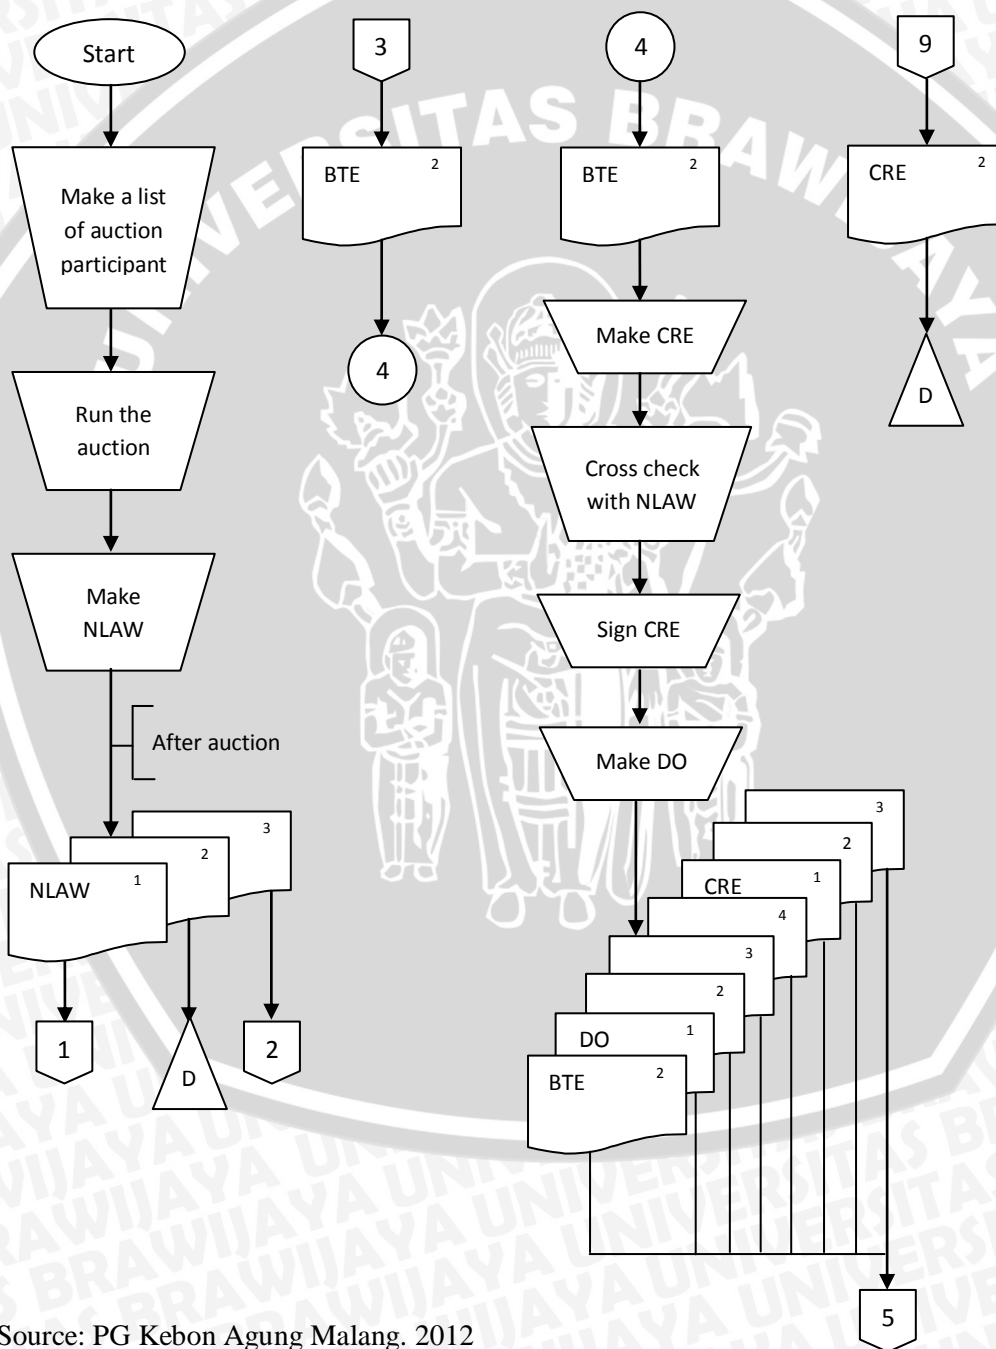 Start
Make a list
of auction
participant
Run the
auction
Make
NLAW
After auction
3
2
NLAW 1
1
D
2
3
BTE 2
4
4
BTE 2
Make CRE
Cross check
with NLAW
Sign CRE
Make DO
3
2
CRE 1
4
3
2
DO 1
BTE 2
5
9
CRE 2
D
UNIVERSITAS BRAWIJAYA
Source: PG Kebon Agung Malang. 2012